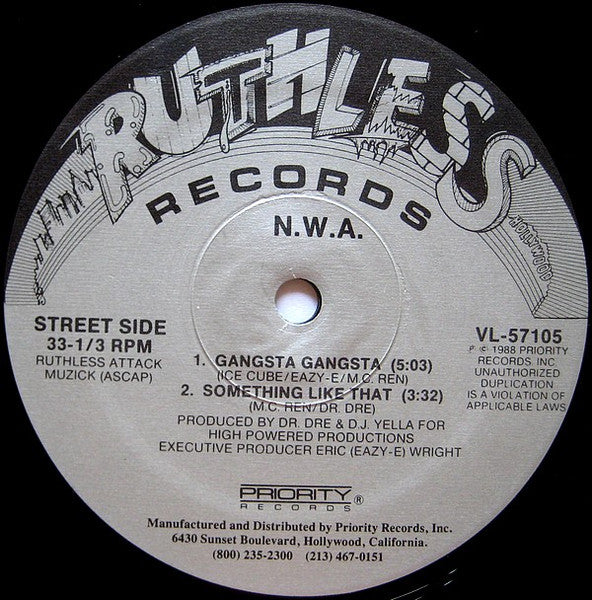 RUTHLESS
RECORDS
N.W.A.
STREET SIDE
33-1/3 RPM
RUTHLESS ATTACK
MUZICK (ASCAP)
VL-57105
℗ © 1988 PRIORITY
RECORDS INC.
UNAUTHORIZED
DUPLICATION
IS A VIOLATION OF
APPLICABLE LAWS
1. GANGSTA GANGSTA (5:03)
(ICE CUBE/EAZY-E/M.C. REN)
2. SOMETHING LIKE THAT (3:32)
(M.C. REN/DR. DRE)
PRODUCED BY DR. DRE & D.J. YELLA FOR
HIGH POWERED PRODUCTIONS
EXECUTIVE PRODUCER ERIC (EAZY-E) WRIGHT
PRIORITY ®
RECORDS
Manufactured and Distributed by Priority Records, Inc.
6430 Sunset Boulevard, Hollywood, California.
(800) 235-2300 (213) 467-0151